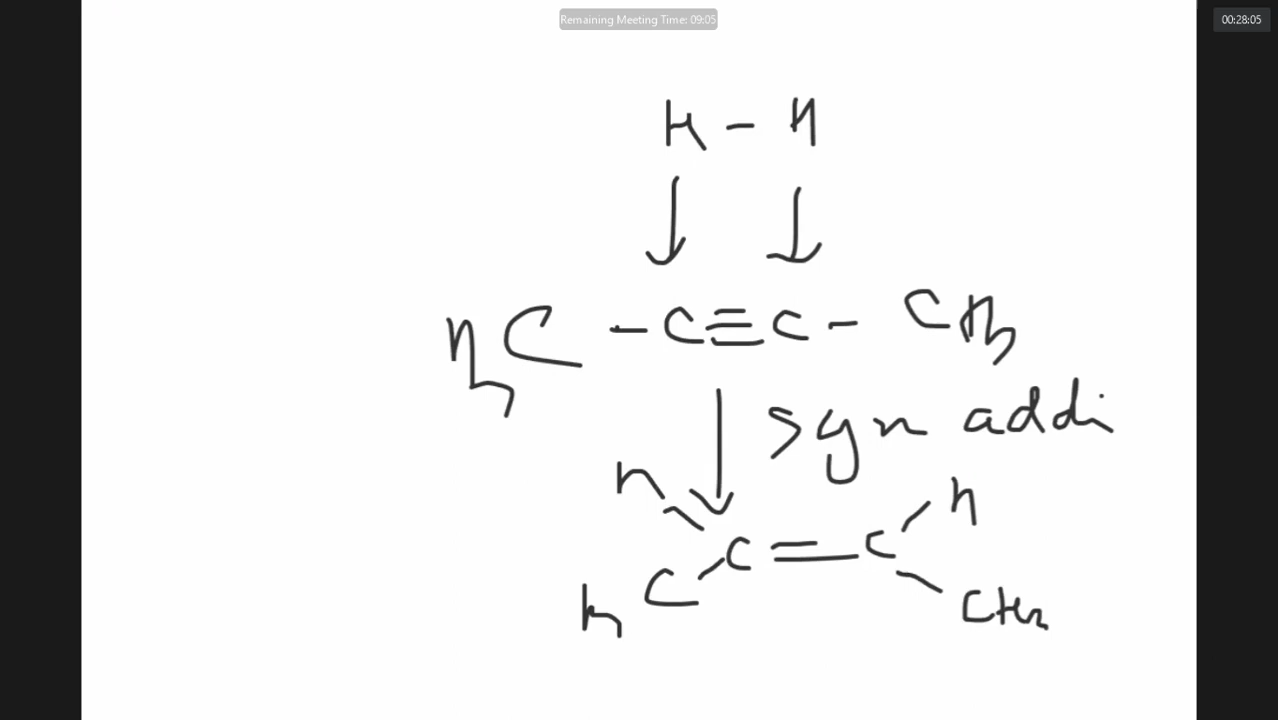 Remaining Meeting Time: 09:05
00:28:05
H - H
H3C - C ≡ C - CH3
syn addi
H H
C = C
H3C CH3